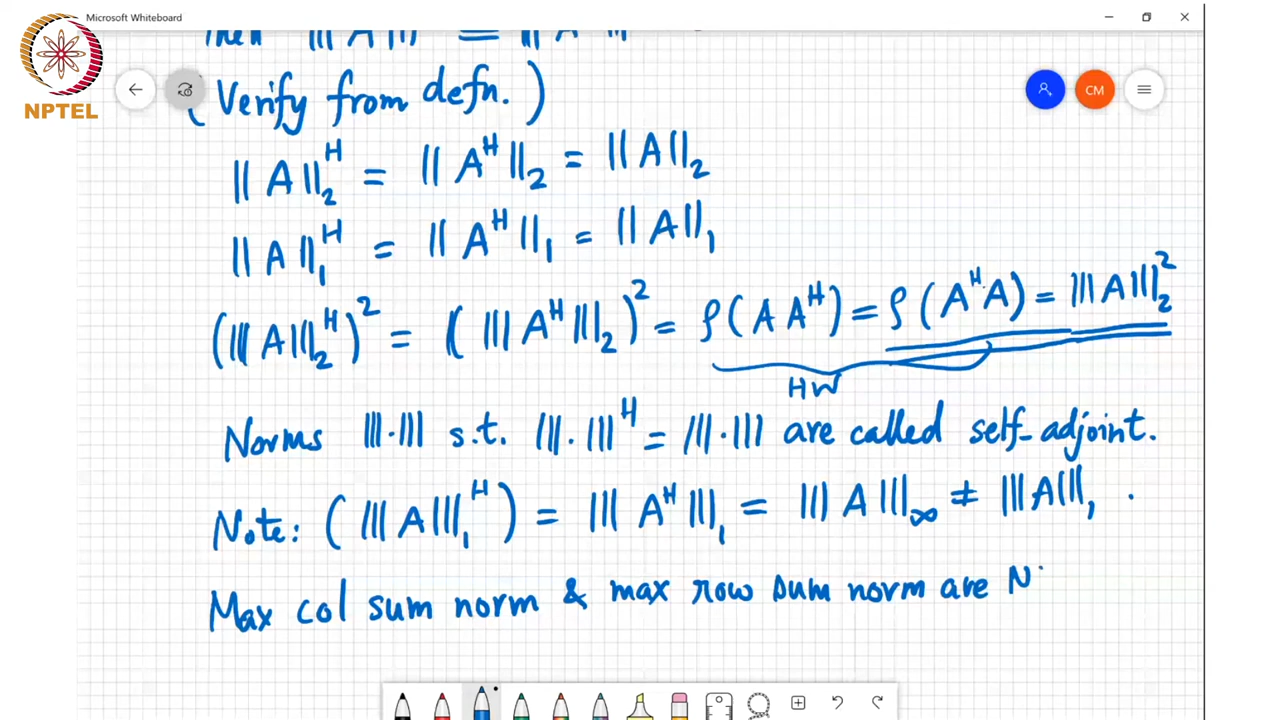 Microsoft Whiteboard
NPTEL
CM
Then ||| A |||
(Verify from defn.)
|| A ||₂ᴴ = || Aᴴ ||₂ = || A ||₂
|| A ||₁ᴴ = || Aᴴ ||₁ = || A ||₁
(||| A |||₂ᴴ)² = (||| Aᴴ |||₂)² = ρ(A Aᴴ) = ρ(AᴴA) = ||| A |||₂²
HW
Norms |||·||| s.t. |||·|||ᴴ = |||·||| are called self-adjoint.
Note: (||| A |||₁ᴴ) = ||| Aᴴ |||₁ = ||| A |||∞ ≠ ||| A |||₁ .
Max col sum norm & max row sum norm are N